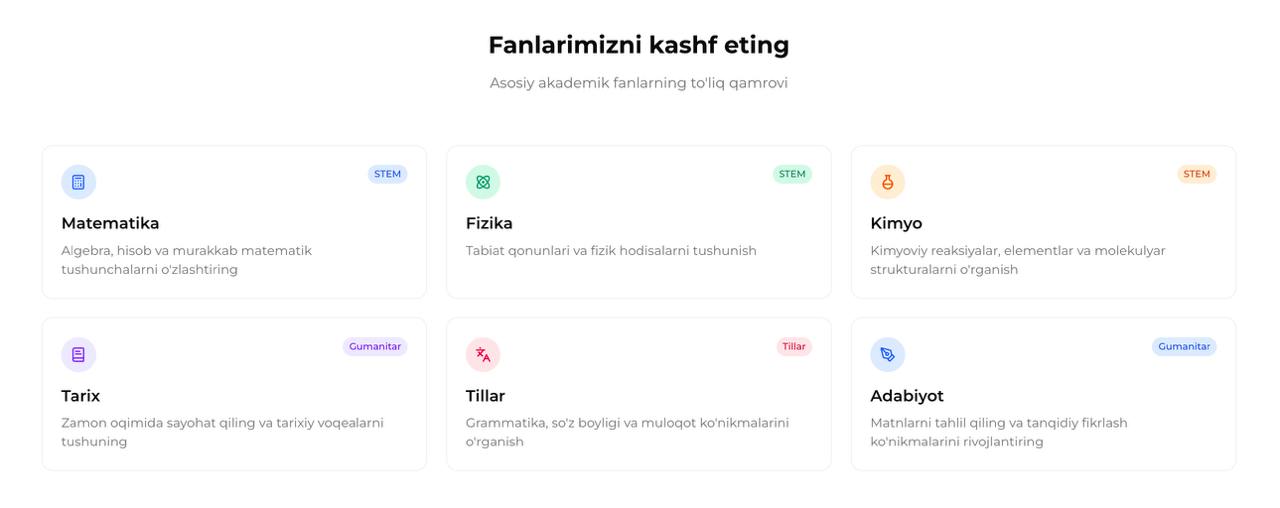 Fanlarimizni kashf eting
Asosiy akademik fanlarning to'liq qamrovi
STEM
Matematika
Algebra, hisob va murakkab matematik
tushunchalarni o'zlashtiring
STEM
Fizika
Tabiat qonunlari va fizik hodisalarni tushunish
STEM
Kimyo
Kimyoviy reaksiyalar, elementlar va molekulyar
strukturalarni o'rganish
Gumanitar
Tarix
Zamon oqimida sayohat qiling va tarixiy voqealarni
tushuning
Tillar
Tillar
Grammatika, so'z boyligi va muloqot ko'nikmalarini
o'rganish
Gumanitar
Adabiyot
Matnlarni tahlil qiling va tanqidiy fikrlash
ko'nikmalarini rivojlantiring